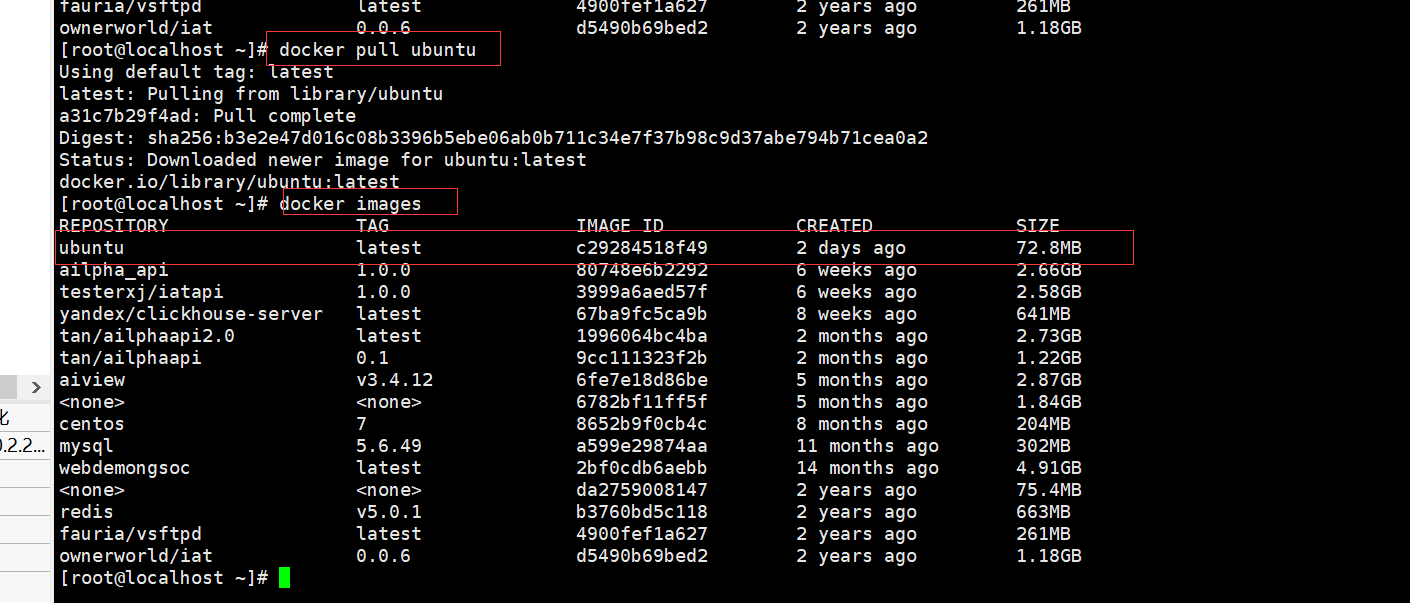 fauria/vsftpd latest 4900fef1a627 2 years ago 261MB
ownerworld/iat 0.0.6 d5490b69bed2 2 years ago 1.18GB
[root@localhost ~]# docker pull ubuntu
Using default tag: latest
latest: Pulling from library/ubuntu
a31c7b29f4ad: Pull complete
Digest: sha256:b3e2e47d016c08b3396b5ebe06ab0b711c34e7f37b98c9d37abe794b71cea0a2
Status: Downloaded newer image for ubuntu:latest
docker.io/library/ubuntu:latest
[root@localhost ~]# docker images
REPOSITORY TAG IMAGE ID CREATED SIZE
ubuntu latest c29284518f49 2 days ago 72.8MB
ailpha_api 1.0.0 80748e6b2292 6 weeks ago 2.66GB
testerxj/iatapi 1.0.0 3999a6aed57f 6 weeks ago 2.58GB
yandex/clickhouse-server latest 67ba9fc5ca9b 8 weeks ago 641MB
tan/ailphaapi2.0 latest 1996064bc4ba 2 months ago 2.73GB
tan/ailphaapi 0.1 9cc111323f2b 2 months ago 1.22GB
aiview v3.4.12 6fe7e18d86be 5 months ago 2.87GB
<none> <none> 6782bf11ff5f 5 months ago 1.84GB
centos 7 8652b9f0cb4c 8 months ago 204MB
mysql 5.6.49 a599e29874aa 11 months ago 302MB
webdemongsoc latest 2bf0cdb6aebb 14 months ago 4.91GB
<none> <none> da2759008147 2 years ago 75.4MB
redis v5.0.1 b3760bd5c118 2 years ago 663MB
fauria/vsftpd latest 4900fef1a627 2 years ago 261MB
ownerworld/iat 0.0.6 d5490b69bed2 2 years ago 1.18GB
[root@localhost ~]#
.2.2...